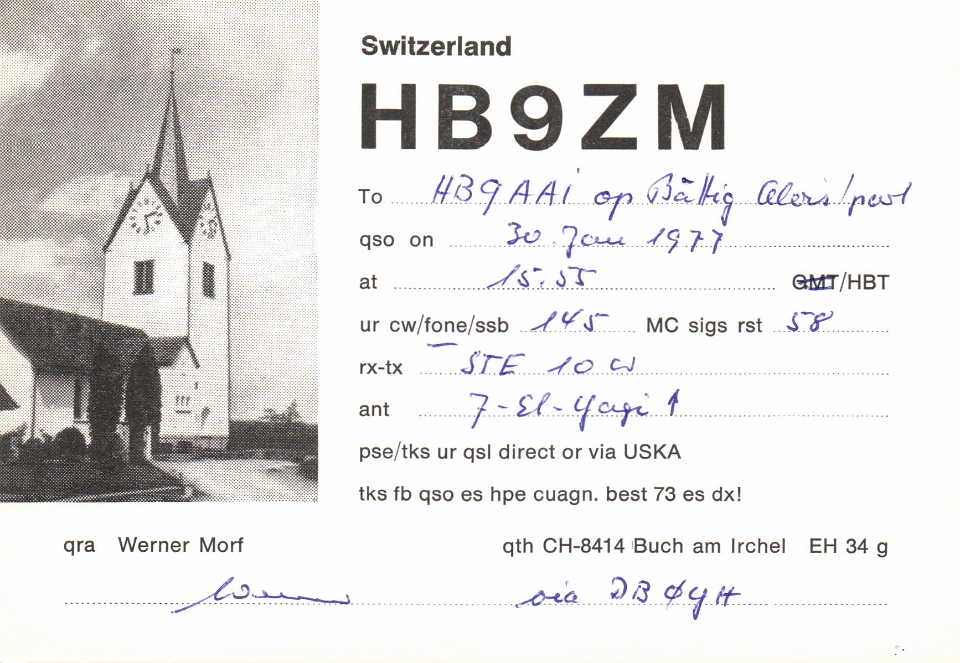 Switzerland
HB9ZM
To HB9AAI op Bättig Alois/
qso on 30. Jan 1977
at 15.55 GMT/HBT
ur cw/fone/ssb 145 MC sigs rst 58
rx-tx STE 10 W
ant 7-El-Yagi ↑
pse/tks ur qsl direct or via USKA
tks fb qso es hpe cuagn. best 73 es dx!
qra Werner Morf qth CH-8414 Buch am Irchel EH 34 g
Werner via DBØYH